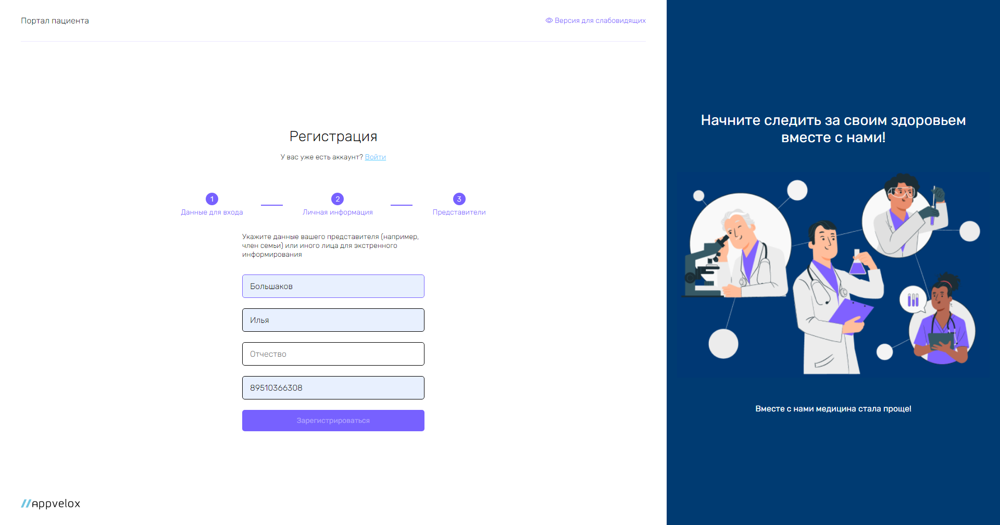 Портал пациента
Версия для слабовидящих
Регистрация
У вас уже есть аккаунт? Войти
1
Данные для входа
2
Личная информация
3
Представители
Укажите данные вашего представителя (например,
член семьи) или иного лица для экстренного
информирования
Большаков
Илья
Отчество
89510366308
Зарегистрироваться
appvelox
Начните следить за своим здоровьем
вместе с нами!
Вместе с нами медицина стала проще!